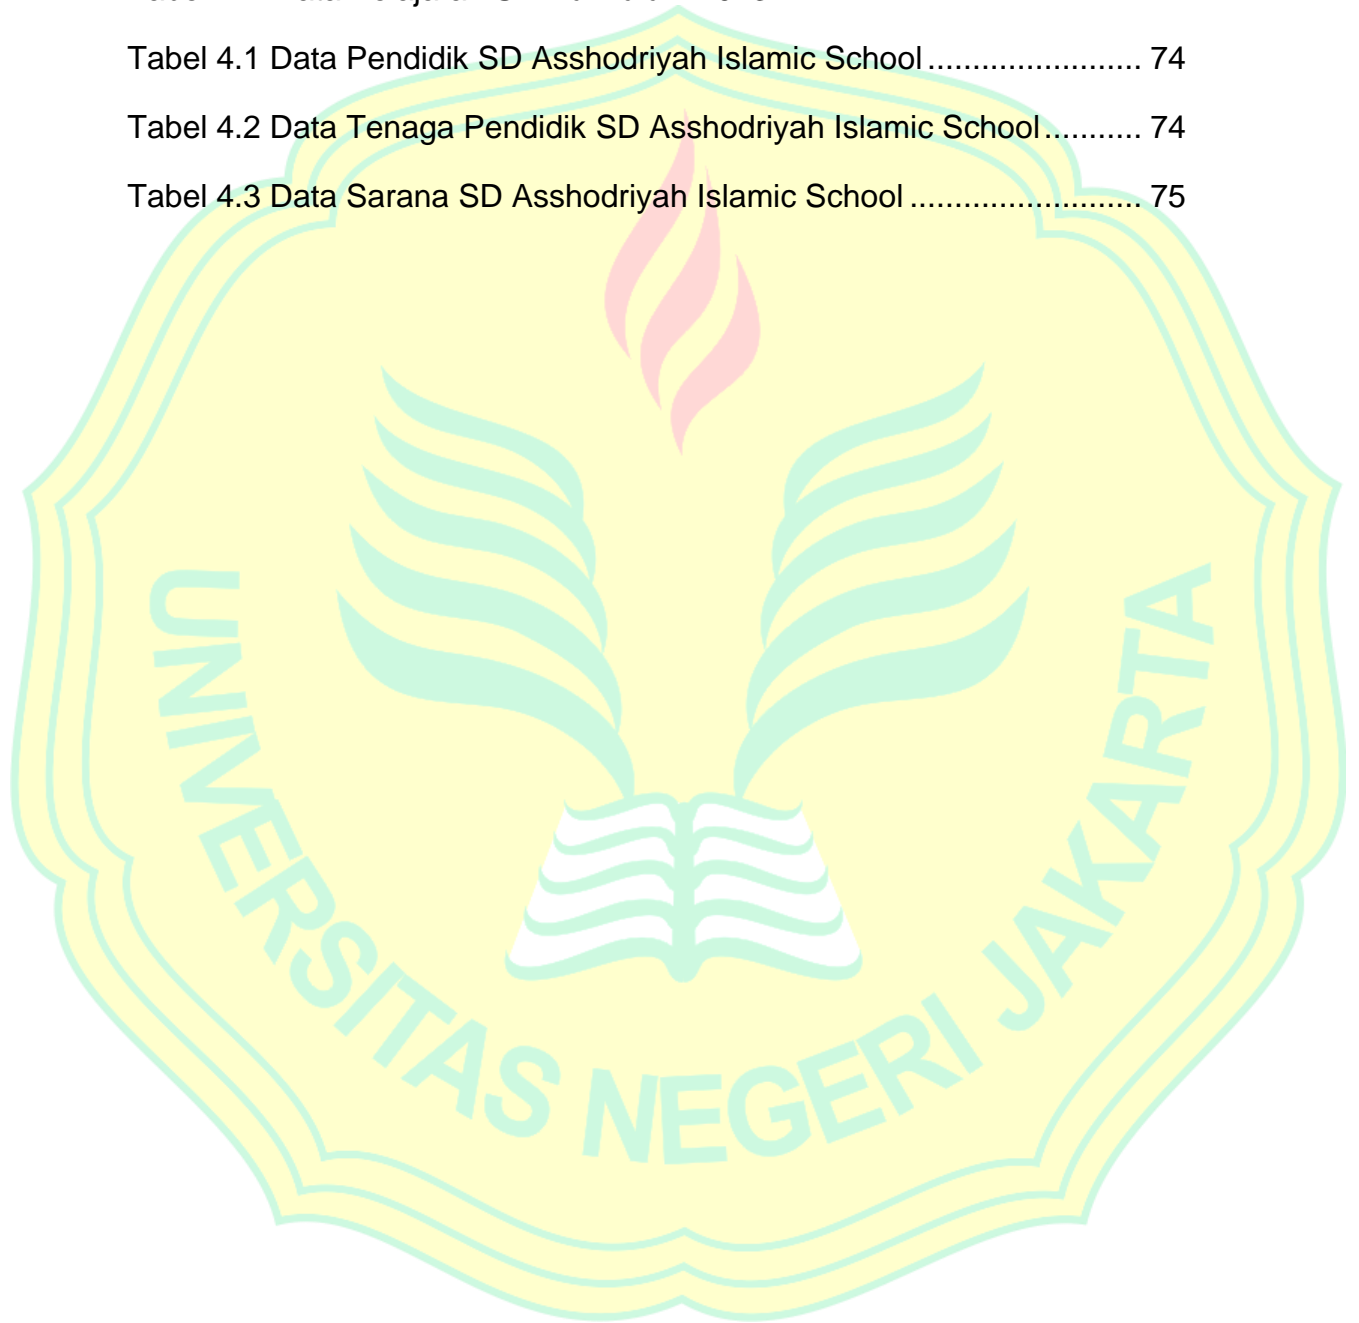 Tabel 4.1 Data Pendidik SD Asshodriyah Islamic School ........................ 74
Tabel 4.2 Data Tenaga Pendidik SD Asshodriyah Islamic School ........... 74
Tabel 4.3 Data Sarana SD Asshodriyah Islamic School .......................... 75
UNIVERSITAS NEGERI JAKARTA